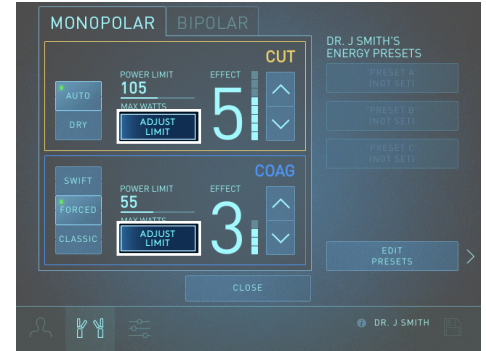 MONOPOLAR
BIPOLAR
CUT
AUTO
DRY
POWER LIMIT
105
MAX WATTS
ADJUST
LIMIT
EFFECT
5
COAG
SWIFT
FORCED
CLASSIC
POWER LIMIT
55
MAX WATTS
ADJUST
LIMIT
EFFECT
3
CLOSE
DR. J SMITH'S
ENERGY PRESETS
PRESET A
(NOT SET)
PRESET B
(NOT SET)
PRESET C
(NOT SET)
EDIT
PRESETS
DR. J SMITH